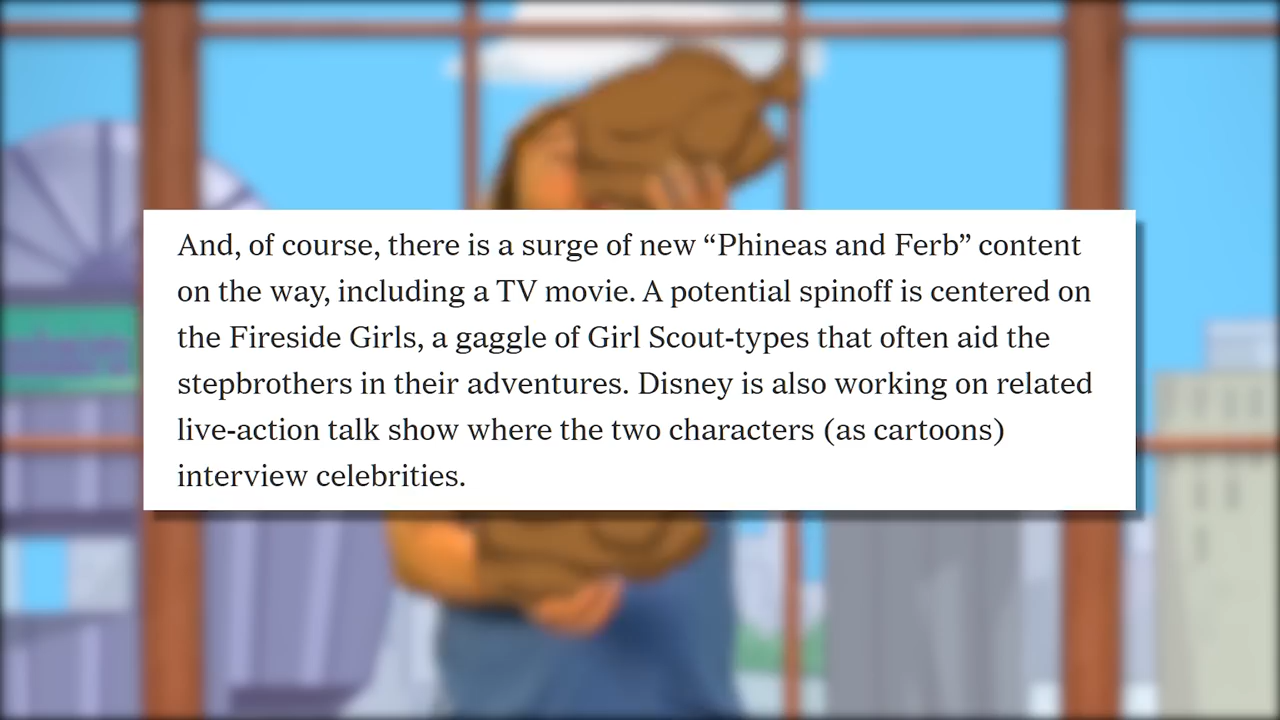 And, of course, there is a surge of new “Phineas and Ferb” content
on the way, including a TV movie. A potential spinoff is centered on
the Fireside Girls, a gaggle of Girl Scout-types that often aid the
stepbrothers in their adventures. Disney is also working on related
live-action talk show where the two characters (as cartoons)
interview celebrities.